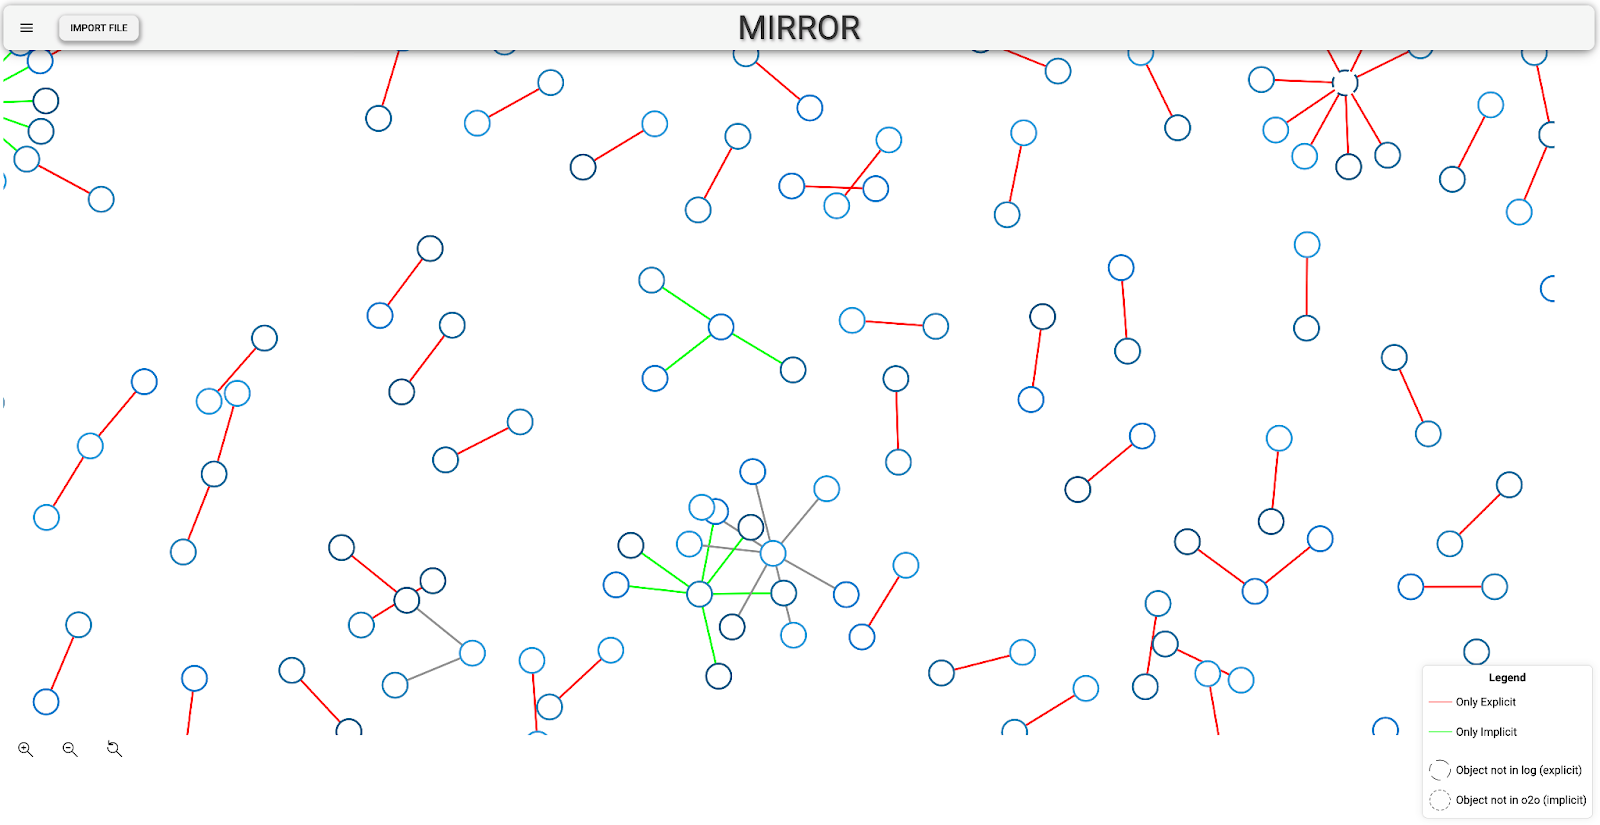 IMPORT FILE
MIRROR
Legend
Only Explicit
Only Implicit
Object not in log (explicit)
Object not in o2o (implicit)